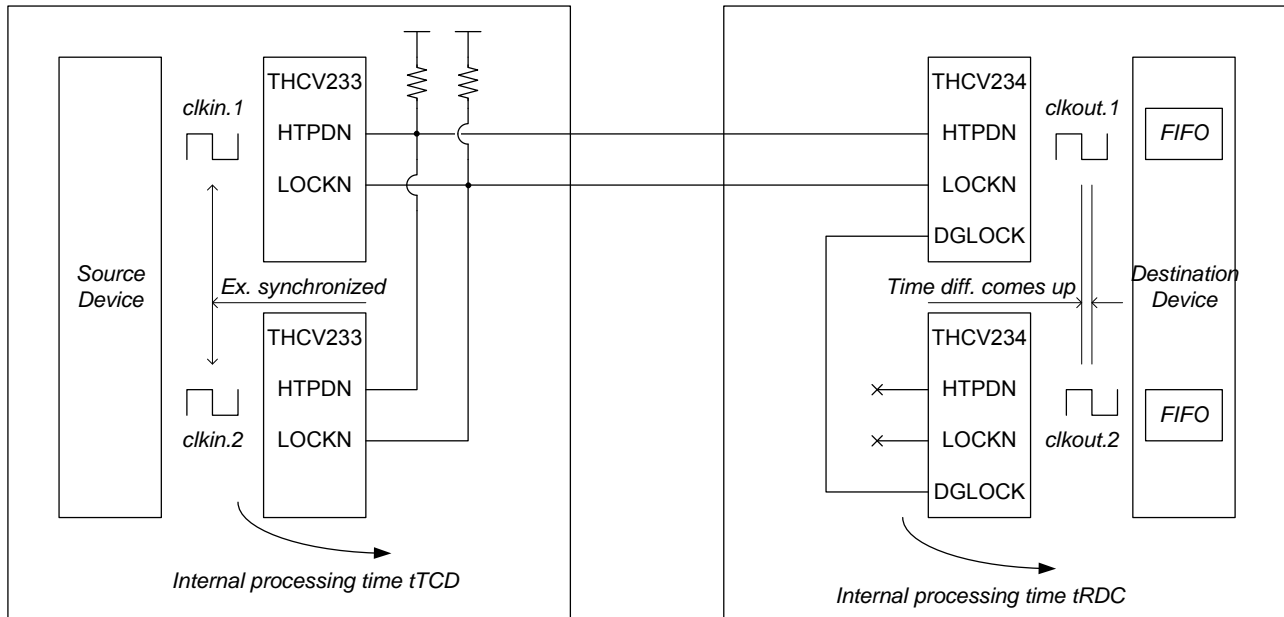 THCV233
clkin.1
HTPDN
LOCKN
Source
Device
Ex. synchronized
THCV233
HTPDN
clkin.2
LOCKN
Internal processing time tTCD
THCV234
clkout.1
HTPDN
FIFO
LOCKN
DGLOCK
Time diff. comes up
Destination
Device
THCV234
HTPDN
FIFO
LOCKN
clkout.2
DGLOCK
Internal processing time tRDC